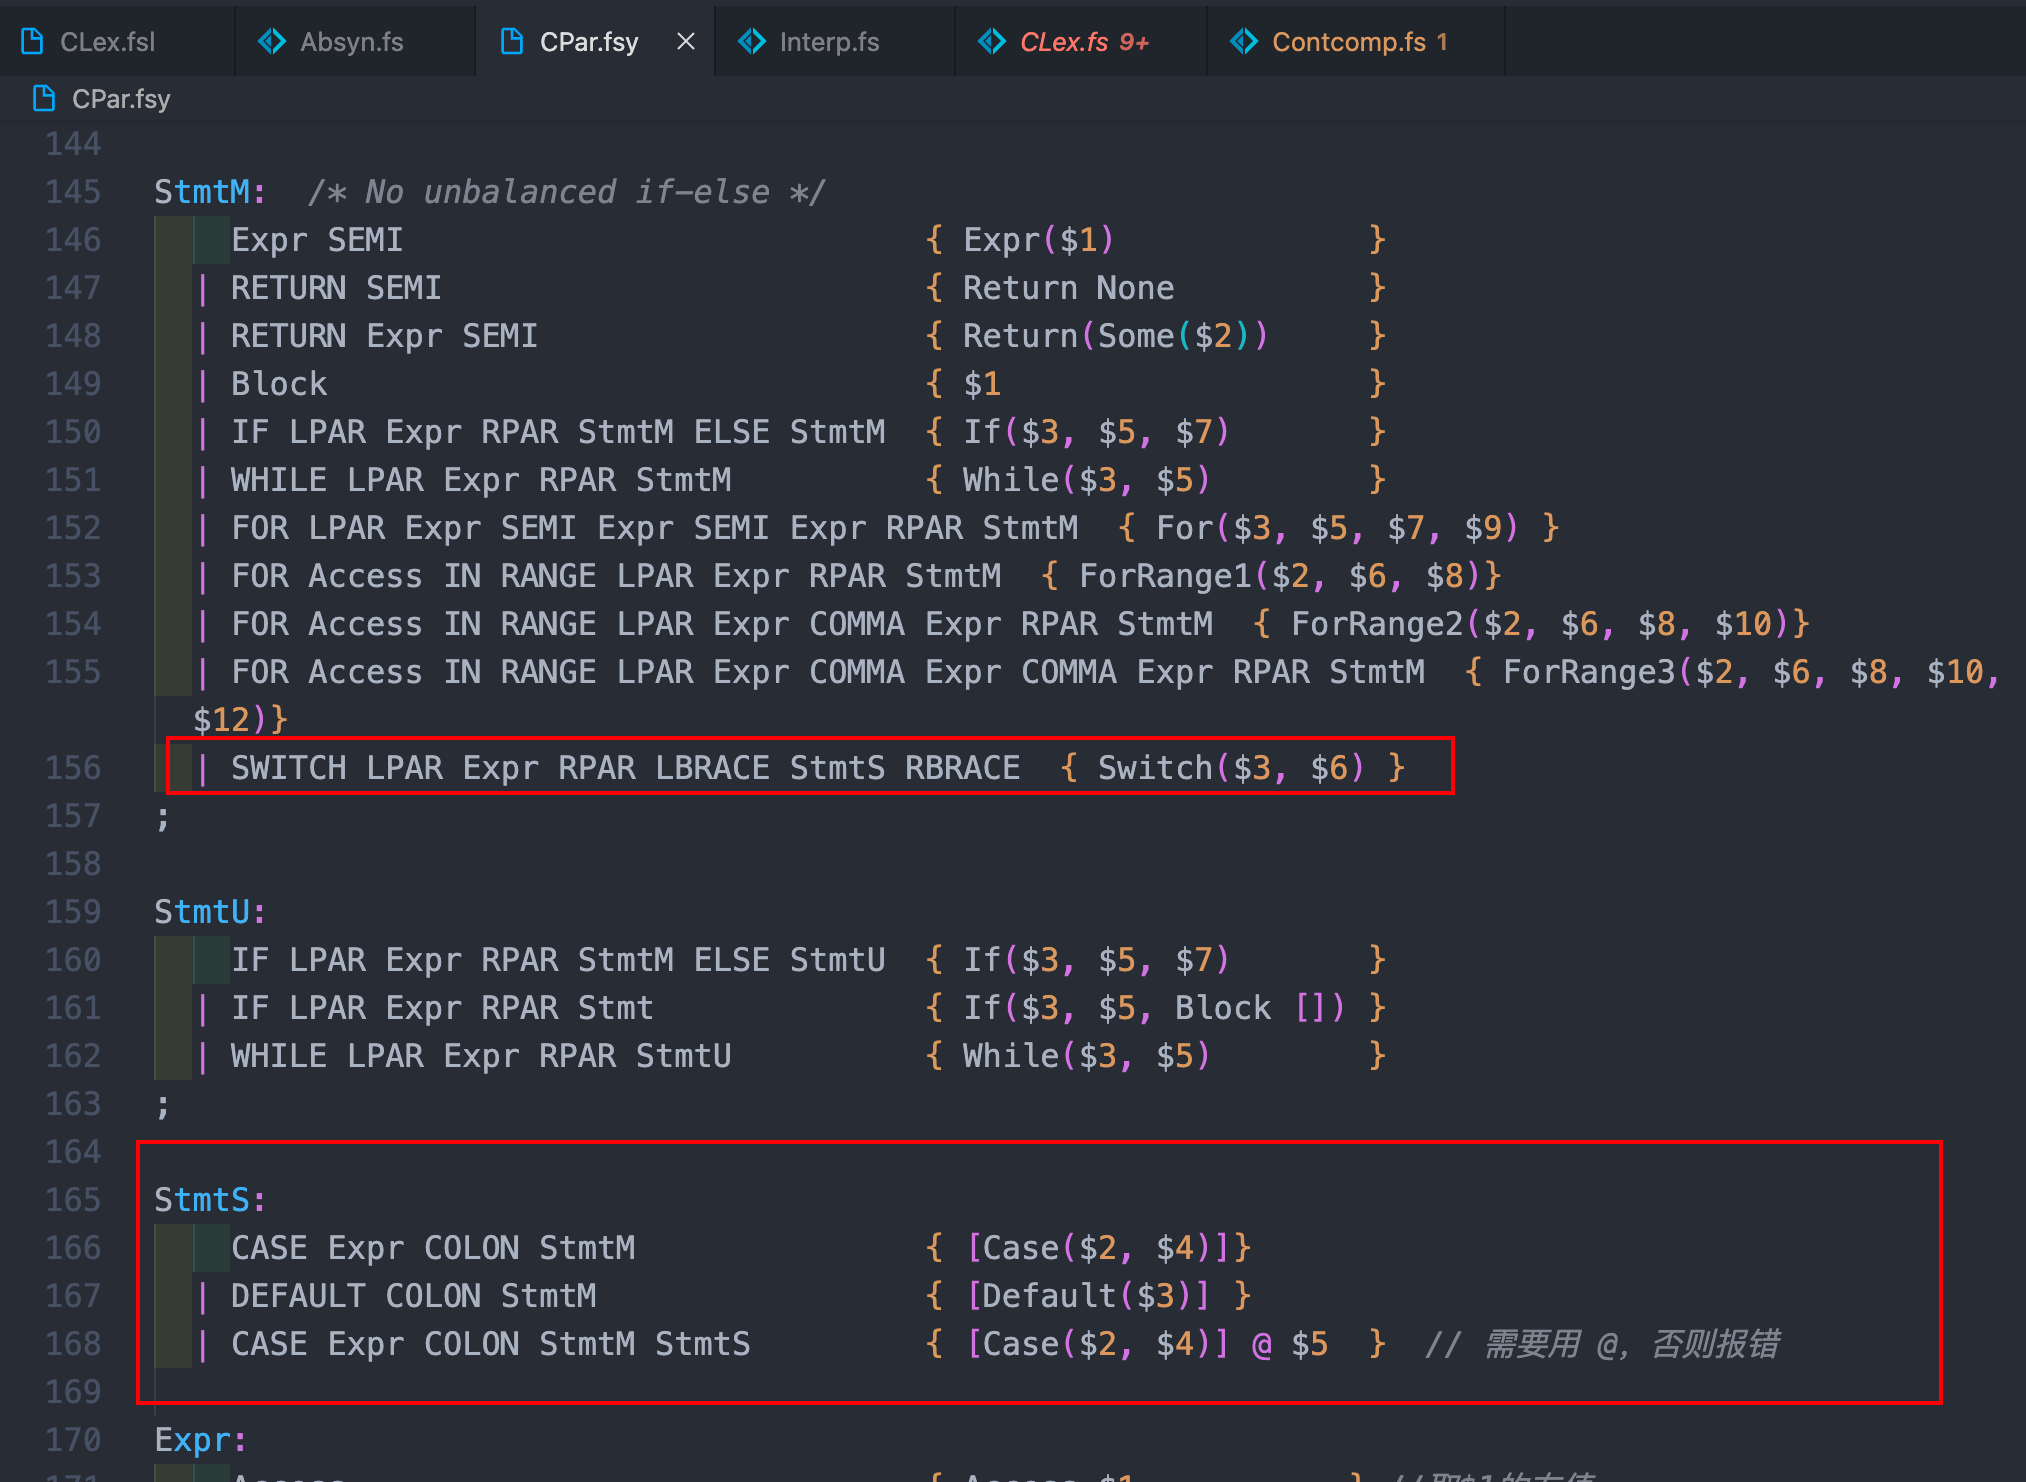 CLex.fsl Absyn.fs CPar.fsy × Interp.fs CLex.fs 9+ Contcomp.fs 1
CPar.fsy
144
145 StmtM: /* No unbalanced if-else */
146 Expr SEMI { Expr($1) }
147 | RETURN SEMI { Return None }
148 | RETURN Expr SEMI { Return(Some($2)) }
149 | Block { $1 }
150 | IF LPAR Expr RPAR StmtM ELSE StmtM { If($3, $5, $7) }
151 | WHILE LPAR Expr RPAR StmtM { While($3, $5) }
152 | FOR LPAR Expr SEMI Expr SEMI Expr RPAR StmtM { For($3, $5, $7, $9) }
153 | FOR Access IN RANGE LPAR Expr RPAR StmtM { ForRange1($2, $6, $8)}
154 | FOR Access IN RANGE LPAR Expr COMMA Expr RPAR StmtM { ForRange2($2, $6, $8, $10)}
155 | FOR Access IN RANGE LPAR Expr COMMA Expr COMMA Expr RPAR StmtM { ForRange3($2, $6, $8, $10,
$12)}
156 | SWITCH LPAR Expr RPAR LBRACE StmtS RBRACE { Switch($3, $6) }
157 ;
158
159 StmtU:
160 IF LPAR Expr RPAR StmtM ELSE StmtU { If($3, $5, $7) }
161 | IF LPAR Expr RPAR Stmt { If($3, $5, Block []) }
162 | WHILE LPAR Expr RPAR StmtU { While($3, $5) }
163 ;
164
165 StmtS:
166 CASE Expr COLON StmtM { [Case($2, $4)]}
167 | DEFAULT COLON StmtM { [Default($3)] }
168 | CASE Expr COLON StmtM StmtS { [Case($2, $4)] @ $5 } // 需要用 @，否则报错
169
170 Expr: